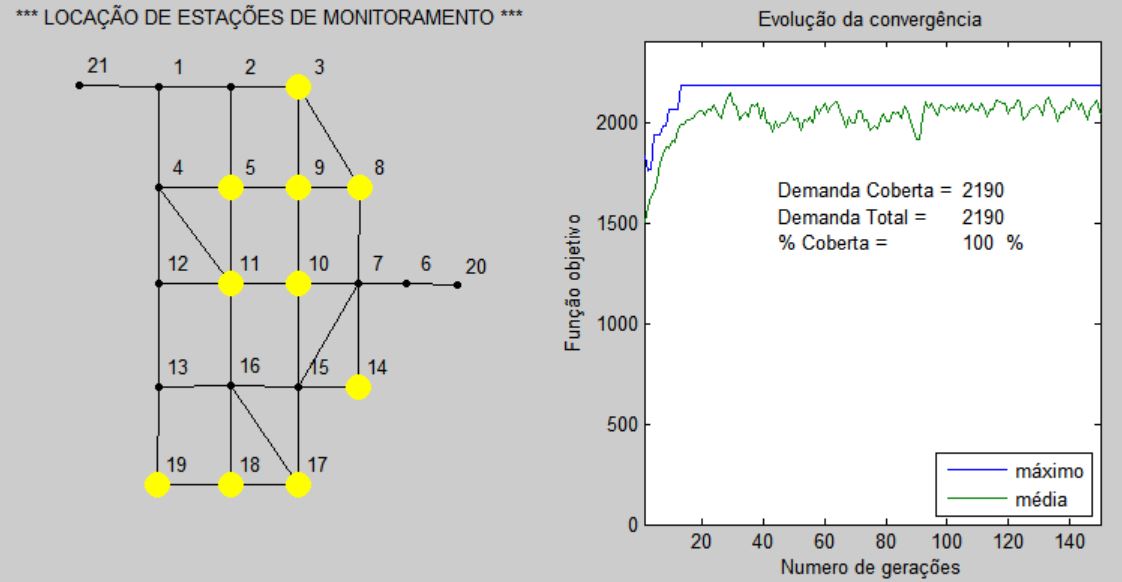 *** LOCAÇÃO DE ESTAÇÕES DE MONITORAMENTO ***
21 1 2 3
4 5 9 8
12 11 10 7 6 20
13 16 15 14
19 18 17
Evolução da convergência
Função objetivo
2000
1500
1000
500
0
Demanda Coberta = 2190
Demanda Total = 2190
% Coberta = 100 %
máximo
média
20 40 60 80 100 120 140
Numero de gerações